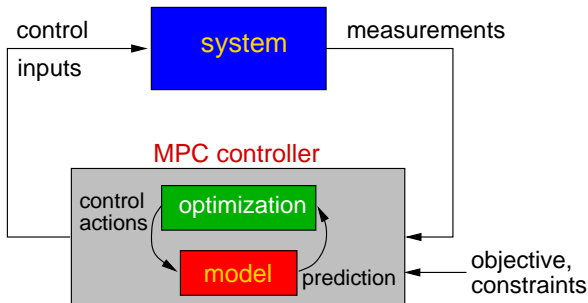 control
inputs
system
measurements
MPC controller
control
actions
optimization
model
prediction
objective,
constraints